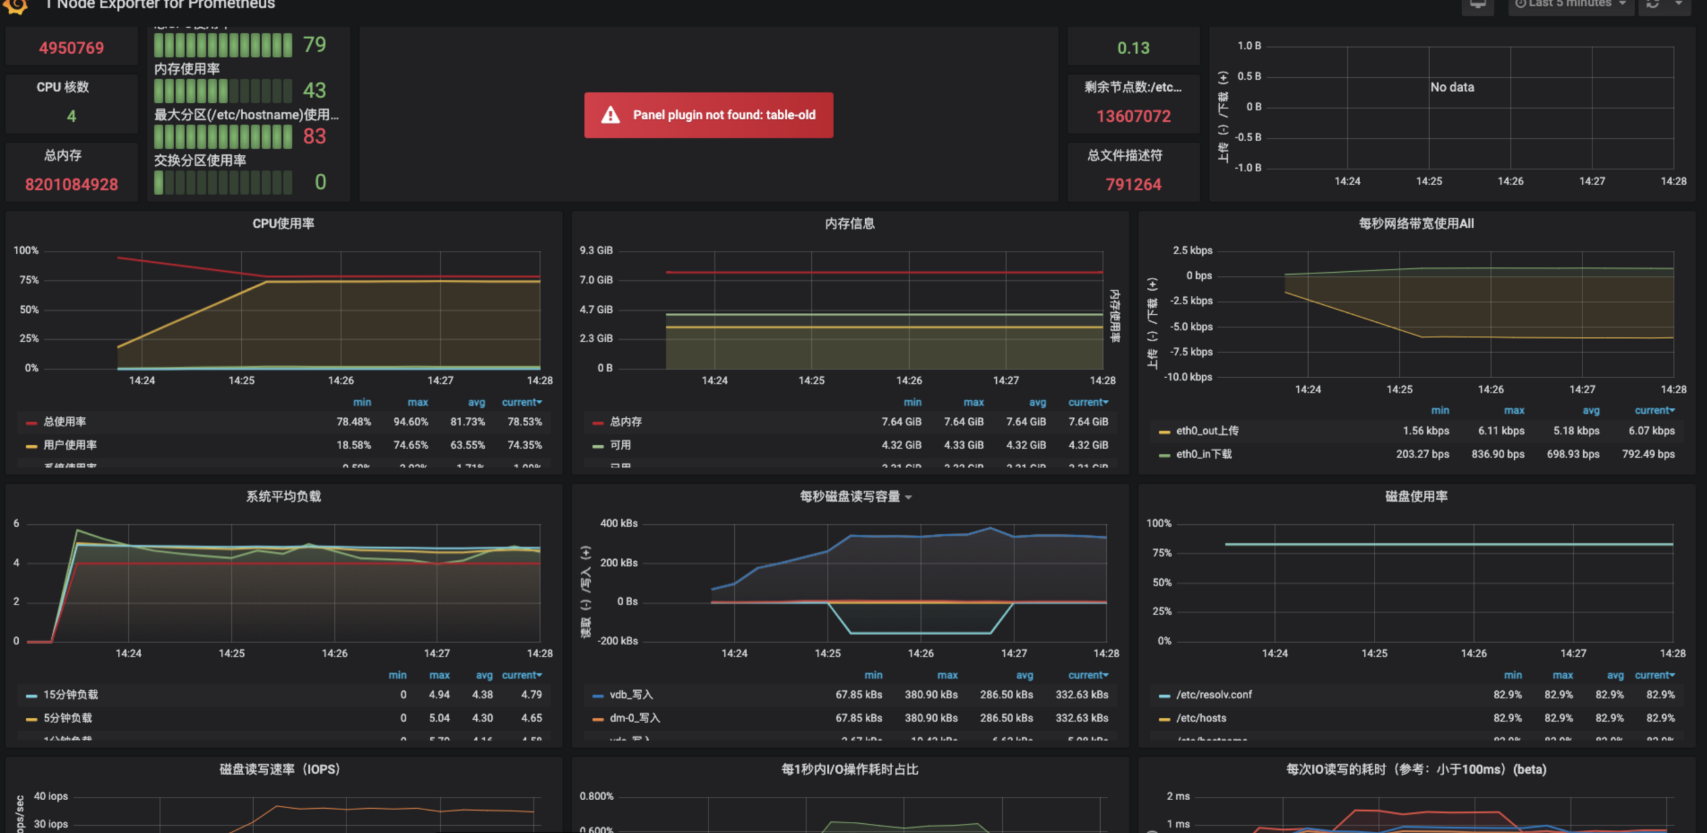 1 Node Exporter for Prometheus
Last 5 minutes
4950769
CPU 核数
4
总内存
8201084928
79
内存使用率
43
最大分区(/etc/hostname)使用...
83
交换分区使用率
0
Panel plugin not found: table-old
0.13
剩余节点数:/etc...
13607072
总文件描述符
791264
上传 (-) /下载 (+)
1.0 B
0.5 B
0 B
-0.5 B
-1.0 B
No data
14:24 14:25 14:26 14:27 14:28
CPU使用率
100%
75%
50%
25%
0%
14:24 14:25 14:26 14:27 14:28
min max avg current
总使用率 78.48% 94.60% 81.73% 78.53%
用户使用率 18.58% 74.65% 63.55% 74.35%
内存信息
9.3 GiB
7.0 GiB
4.7 GiB
2.3 GiB
0 B
内存使用率
14:24 14:25 14:26 14:27 14:28
min max avg current
总内存 7.64 GiB 7.64 GiB 7.64 GiB 7.64 GiB
可用 4.32 GiB 4.33 GiB 4.32 GiB 4.32 GiB
每秒网络带宽使用All
上传 (-) /下载 (+)
2.5 kbps
0 bps
-2.5 kbps
-5.0 kbps
-7.5 kbps
-10.0 kbps
14:24 14:25 14:26 14:27 14:28
min max avg current
eth0_out上传 1.56 kbps 6.11 kbps 5.18 kbps 6.07 kbps
eth0_in下载 203.27 bps 836.90 bps 698.93 bps 792.49 bps
系统平均负载
6
4
2
0
14:24 14:25 14:26 14:27 14:28
min max avg current
15分钟负载 0 4.94 4.38 4.79
5分钟负载 0 5.04 4.30 4.65
每秒磁盘读写容量
读取 (-) /写入 (+)
400 kBs
200 kBs
0 Bs
-200 kBs
14:24 14:25 14:26 14:27 14:28
min max avg current
vdb_写入 67.85 kBs 380.90 kBs 286.50 kBs 332.63 kBs
dm-0_写入 67.85 kBs 380.90 kBs 286.50 kBs 332.63 kBs
磁盘使用率
100%
75%
50%
25%
0%
14:24 14:25 14:26 14:27 14:28
min max avg current
/etc/resolv.conf 82.9% 82.9% 82.9% 82.9%
/etc/hosts 82.9% 82.9% 82.9% 82.9%
磁盘读写速率（IOPS）
40 iops
30 iops
每1秒内I/O操作耗时占比
0.800%
0.600%
每次IO读写的耗时（参考：小于100ms）(beta)
2 ms
1 ms